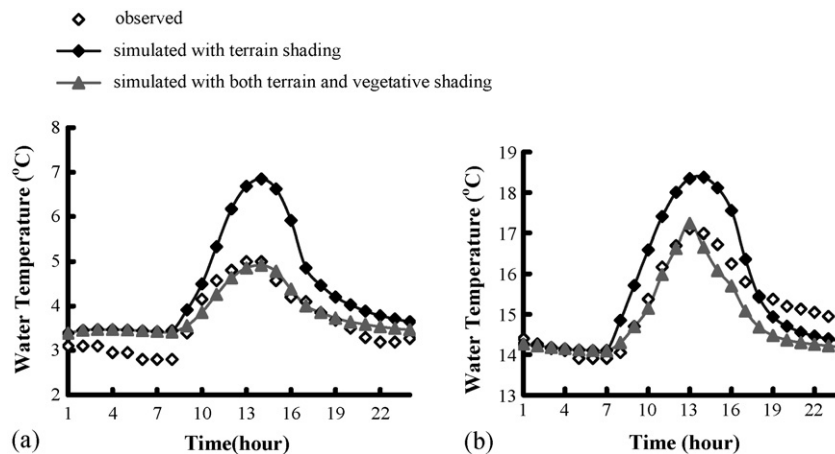 observed
simulated with terrain shading
simulated with both terrain and vegetative shading
Water Temperature (°C)
8
7
6
5
4
3
2
1 4 7 10 13 16 19 22
(a) Time(hour)
Water Temperature (°C)
19
18
17
16
15
14
13
1 4 7 10 13 16 19 22
(b) Time (hour)